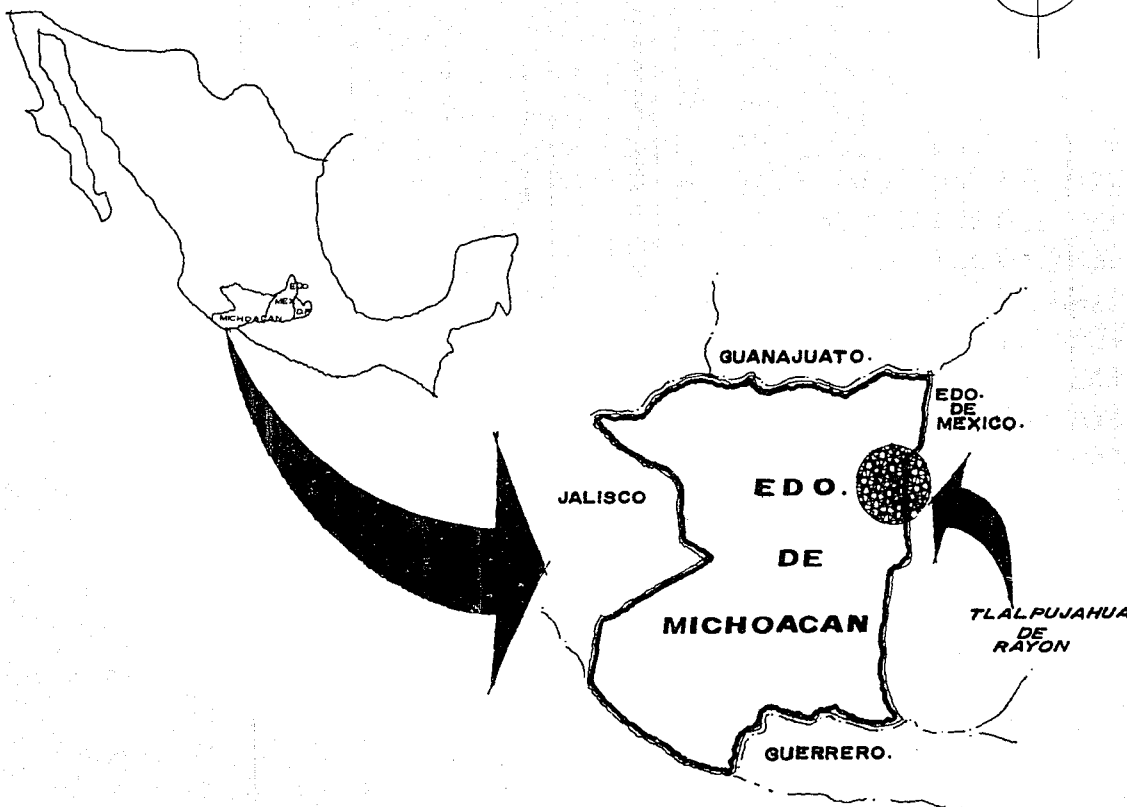 EDO
MEX
D.F.
MICHOACAN
GUANAJUATO.
EDO.
DE
MEXICO.
JALISCO
EDO.
DE
MICHOACAN
TLALPUJAHUA
DE
RAYON
GUERRERO.